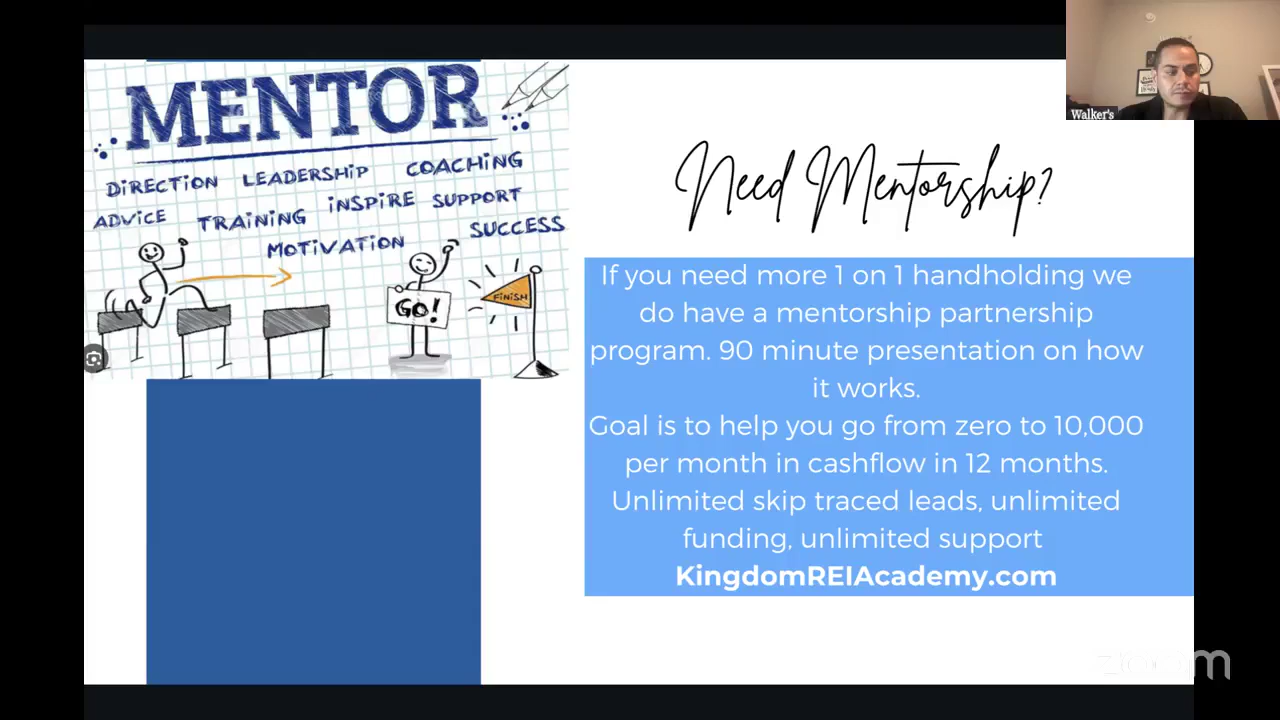 Walker's
MENTOR
DIRECTION LEADERSHIP COACHING
ADVICE TRAINING INSPIRE SUPPORT
MOTIVATION SUCCESS
GO!
FINISH
Need Mentorship?
If you need more 1 on 1 handholding we
do have a mentorship partnership
program. 90 minute presentation on how
it works.
Goal is to help you go from zero to 10,000
per month in cashflow in 12 months.
Unlimited skip traced leads, unlimited
funding, unlimited support
KingdomREIAcademy.com
zoom